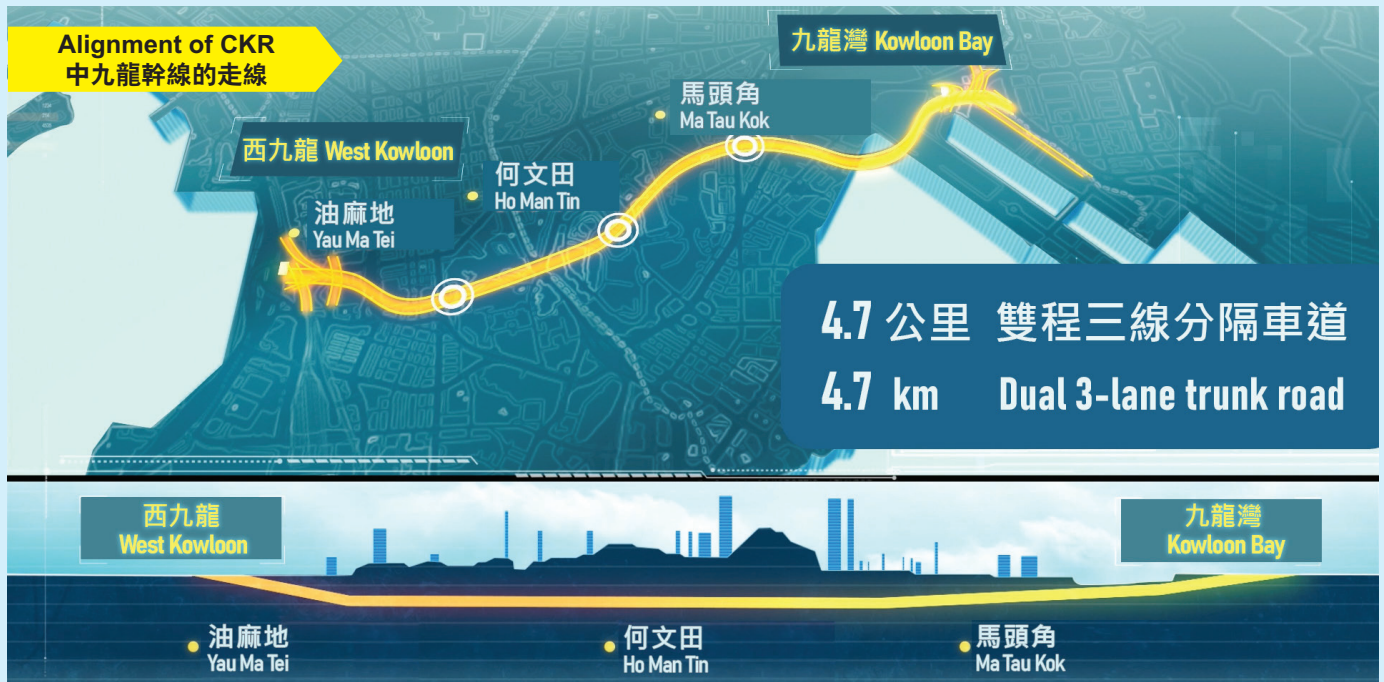 Alignment of CKR
中九龍幹線的走線
九龍灣 Kowloon Bay
馬頭角
Ma Tau Kok
西九龍 West Kowloon
何文田
Ho Man Tin
油麻地
Yau Ma Tei
4.7 公里 雙程三線分隔車道
4.7 km Dual 3-lane trunk road
西九龍
West Kowloon
九龍灣
Kowloon Bay
油麻地
Yau Ma Tei
何文田
Ho Man Tin
馬頭角
Ma Tau Kok